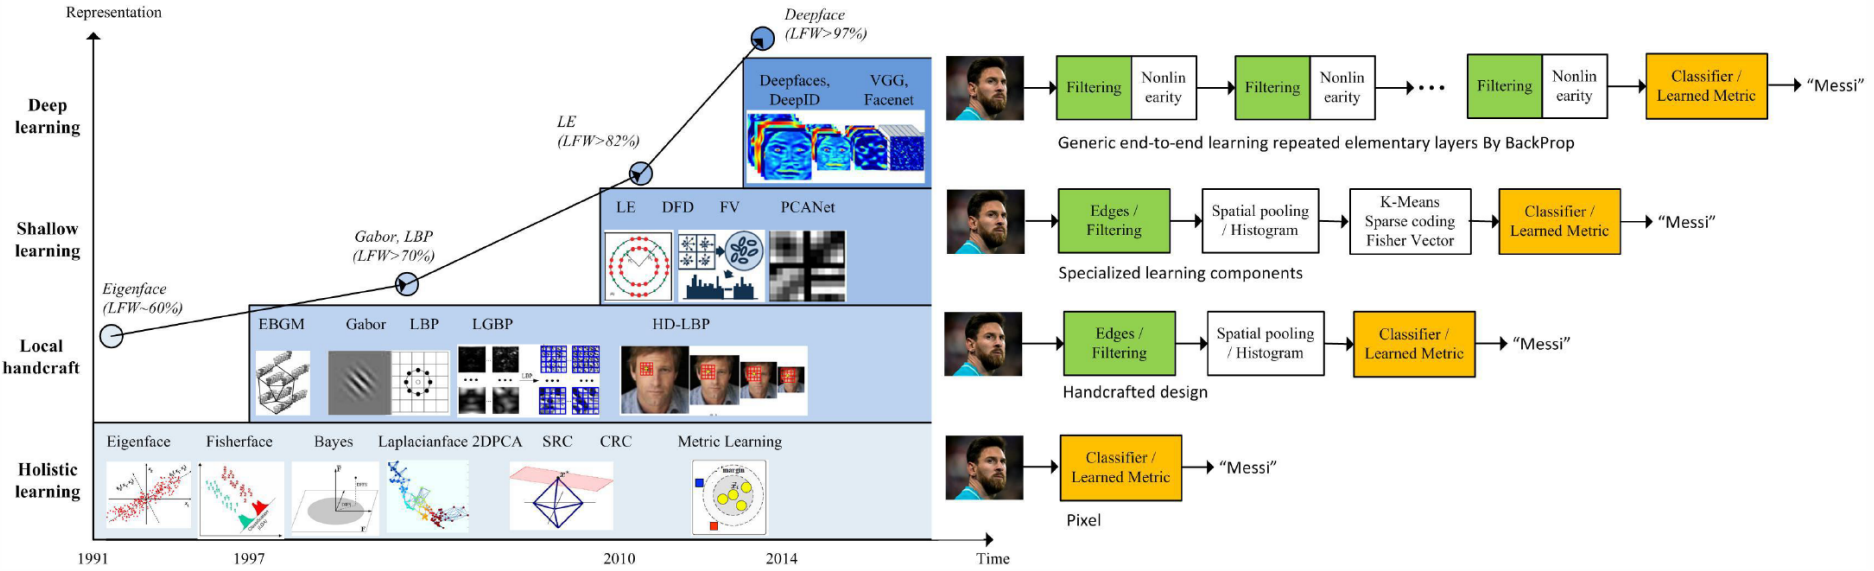 Representation
Deepface
(LFW>97%)
Deep
learning
Deepfaces,
DeepID
VGG,
Facenet
LE
(LFW>82%)
Shallow
learning
LE DFD FV PCANet
Gabor, LBP
(LFW>70%)
Eigenface
(LFW~60%)
Local
handcraft
EBGM Gabor LBP LGBP HD-LBP
LBP
Holistic
learning
Eigenface Fisherface Bayes Laplacianface 2DPCA SRC CRC Metric Learning
margin
1991 1997 2010 2014 Time
Filtering
Nonlin
earity
Filtering
Nonlin
earity
Filtering
Nonlin
earity
Classifier /
Learned Metric
“Messi”
Generic end-to-end learning repeated elementary layers By BackProp
Edges /
Filtering
Spatial pooling
/ Histogram
K-Means
Sparse coding
Fisher Vector
Classifier /
Learned Metric
“Messi”
Specialized learning components
Edges /
Filtering
Spatial pooling
/ Histogram
Classifier /
Learned Metric
“Messi”
Handcrafted design
Classifier /
Learned Metric
“Messi”
Pixel